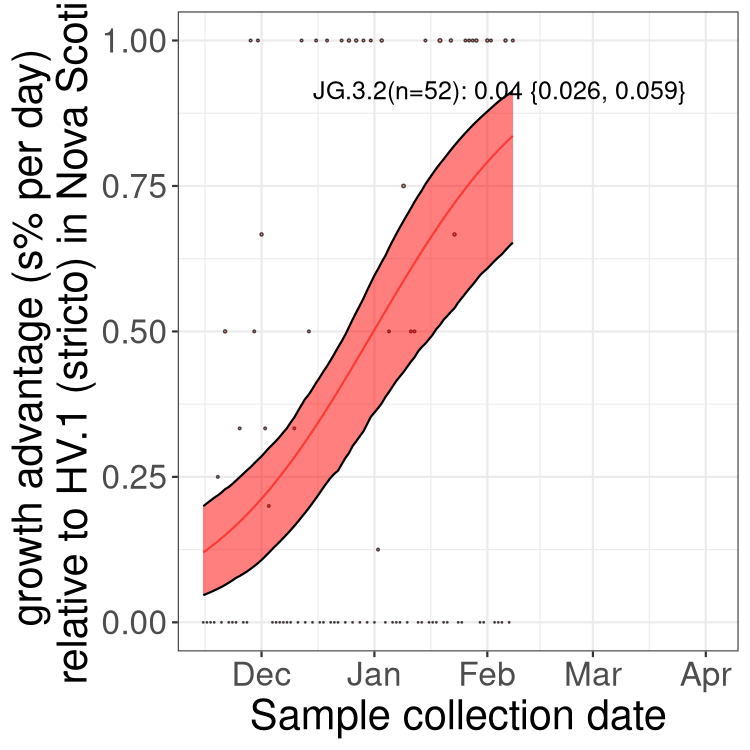 growth advantage (s% per day)
relative to HV.1 (stricto) in Nova Scoti
1.00
0.75
0.50
0.25
0.00
JG.3.2(n=52): 0.04 {0.026, 0.059}
Dec Jan Feb Mar Apr
Sample collection date